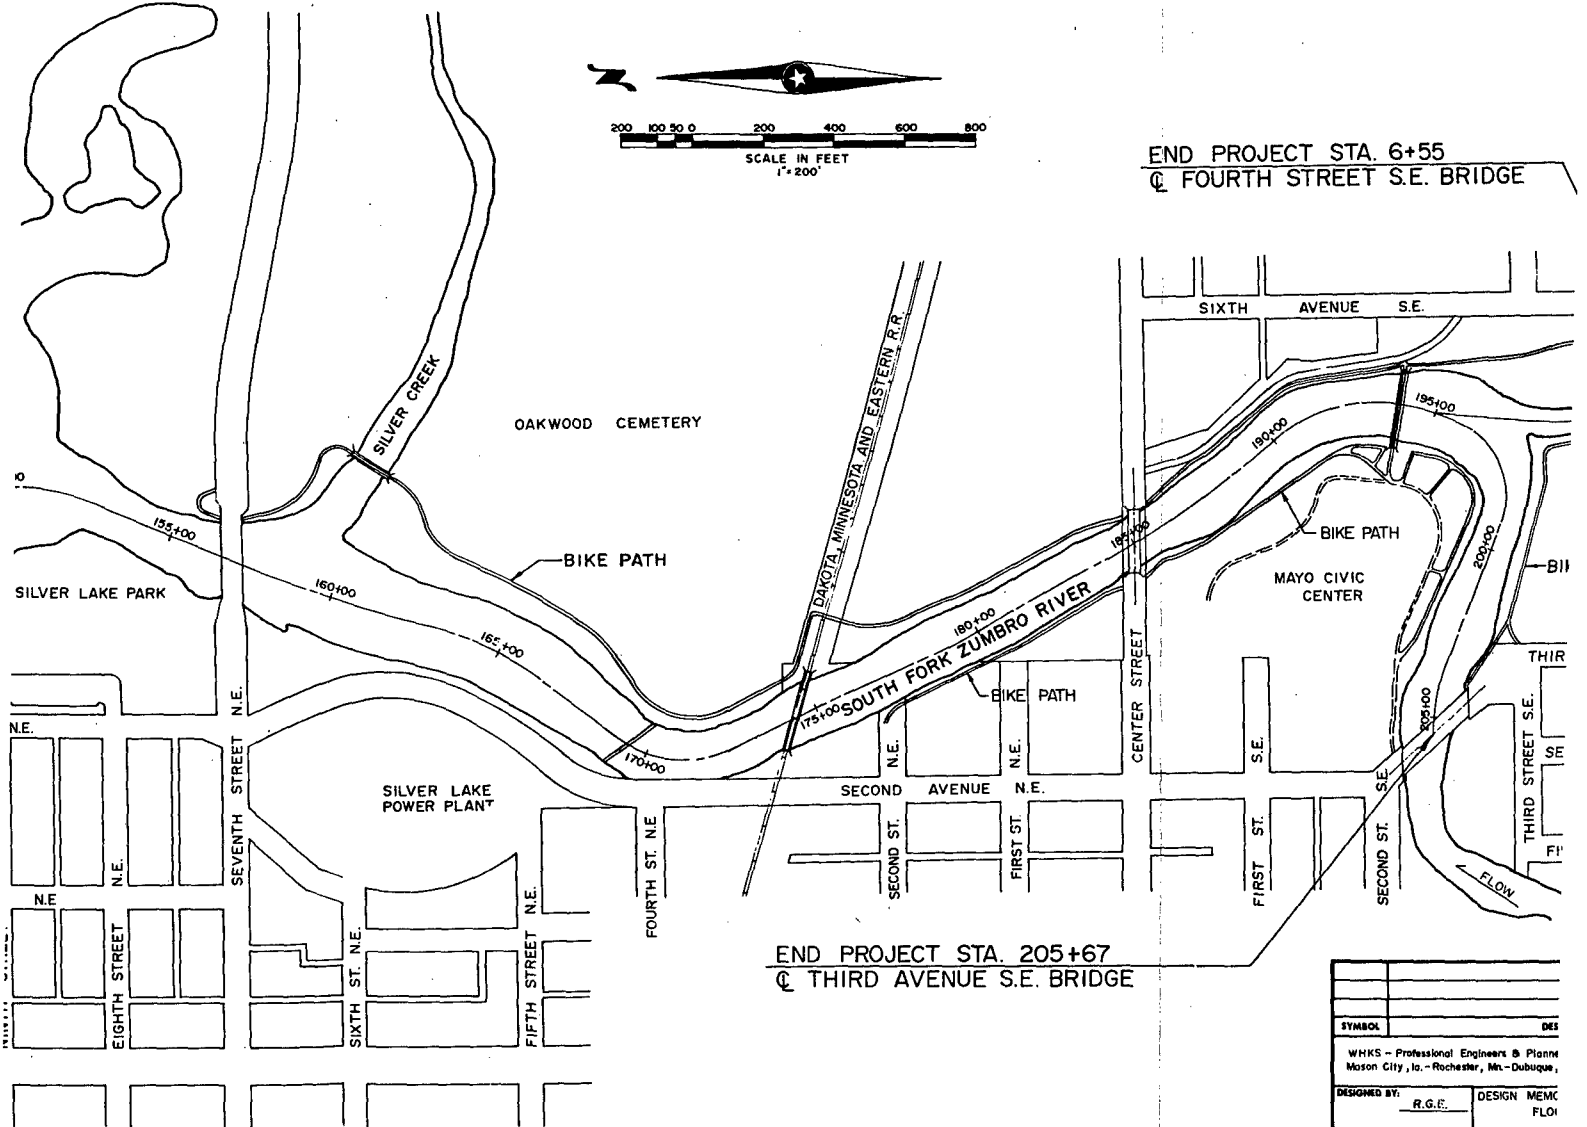 N
200 100 50 0 200 400 600 800
SCALE IN FEET
1"=200'
END PROJECT STA. 6+55
℄ FOURTH STREET S.E. BRIDGE
SIXTH AVENUE S.E.
SILVER CREEK
OAKWOOD CEMETERY
DAKOTA, MINNESOTA AND EASTERN R.R.
195+00
190+00
155+00
185+00
200+00
BIKE PATH
BIKE PATH
SILVER LAKE PARK
160+00
MAYO CIVIC
CENTER
165+00
180+00
SOUTH FORK ZUMBRO RIVER
BIKE PATH
175+00
170+00
205+00
THIR
N.E.
SEVENTH STREET N.E.
CENTER STREET
THIRD STREET S.E.
SE
SILVER LAKE
POWER PLANT
SECOND AVENUE N.E.
SECOND ST. N.E.
FIRST ST. N.E.
FIRST ST. S.E.
SECOND ST. S.E.
FOURTH ST. N.E
N.E
EIGHTH STREET N.E.
SIXTH ST. N.E.
FIFTH STREET N.E.
FLOW
END PROJECT STA. 205+67
℄ THIRD AVENUE S.E. BRIDGE
SYMBOL DES
WHKS - Professional Engineers & Planne
Mason City, Ia.-Rochester, Mn.-Dubuque,
DESIGNED BY: R.G.E.
DESIGN MEMO
FLO